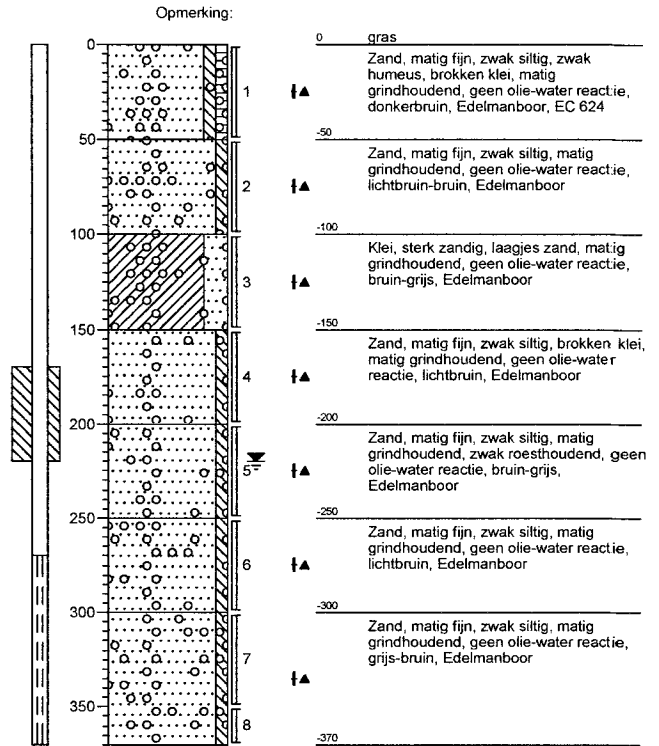 Opmerking:
0
50
100
150
200
250
300
350
1
2
3
4
5
6
7
8
0 gras
Zand, matig fijn, zwak siltig, zwak
humeus, brokken klei, matig
grindhoudend, geen olie-water reactie,
donkerbruin, Edelmanboor, EC 624
-50
Zand, matig fijn, zwak siltig, matig
grindhoudend, geen olie-water reactie,
lichtbruin-bruin, Edelmanboor
-100
Klei, sterk zandig, laagjes zand, matig
grindhoudend, geen olie-water reactie,
bruin-grijs, Edelmanboor
-150
Zand, matig fijn, zwak siltig, brokken klei,
matig grindhoudend, geen olie-water
reactie, lichtbruin, Edelmanboor
-200
Zand, matig fijn, zwak siltig, matig
grindhoudend, zwak roesthoudend, geen
olie-water reactie, bruin-grijs,
Edelmanboor
-250
Zand, matig fijn, zwak siltig, matig
grindhoudend, geen olie-water reactie,
lichtbruin, Edelmanboor
-300
Zand, matig fijn, zwak siltig, matig
grindhoudend, geen olie-water reactie,
grijs-bruin, Edelmanboor
-370